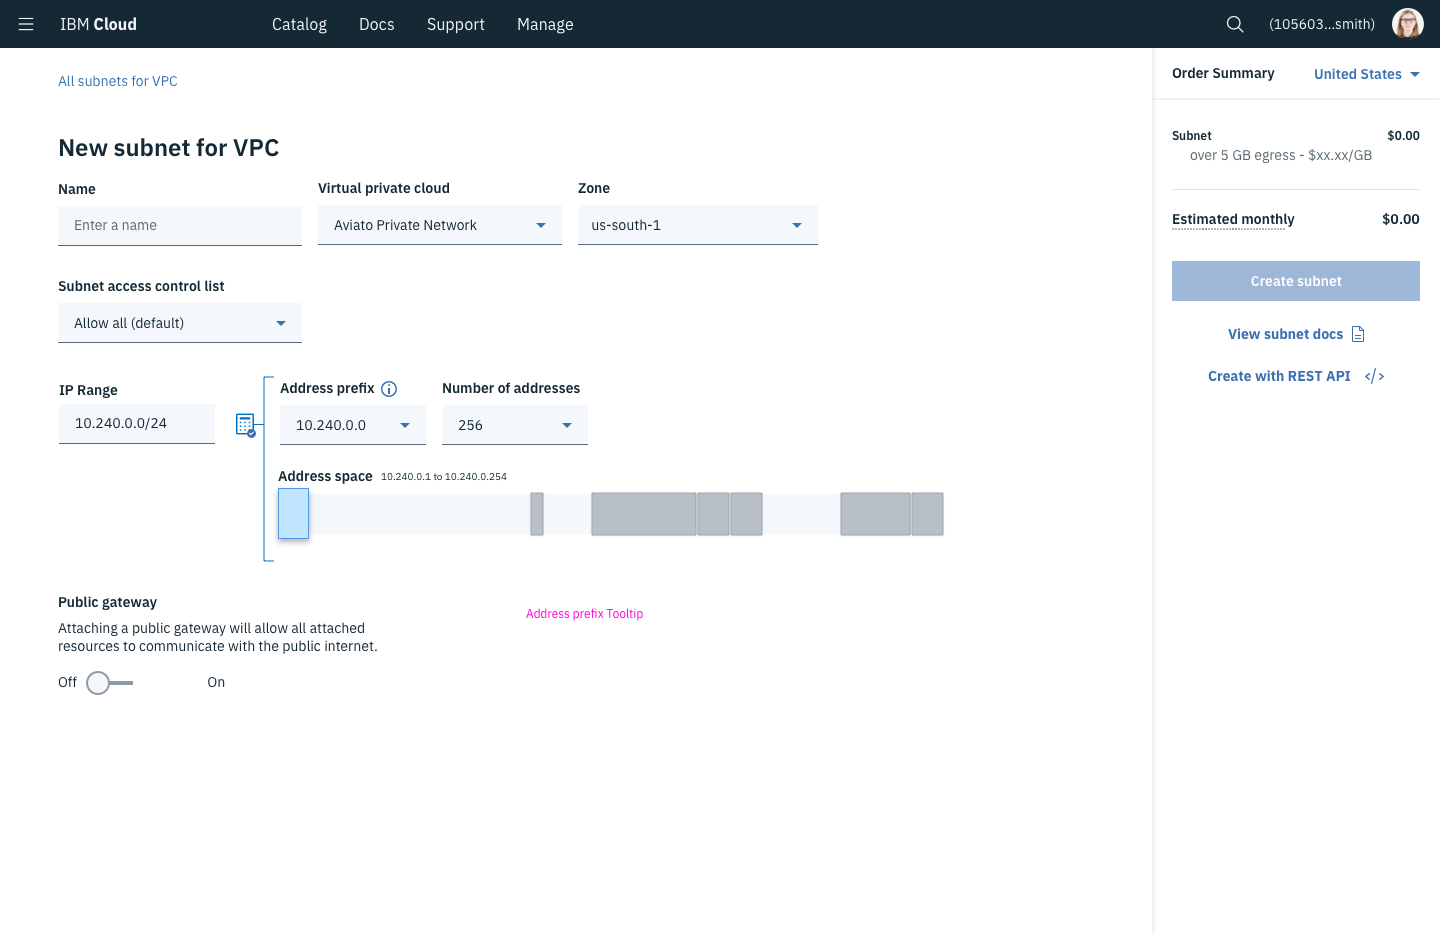 IBM Cloud
Catalog
Docs
Support
Manage
(105603...smith)
All subnets for VPC
New subnet for VPC
Name
Enter a name
Virtual private cloud
Aviato Private Network
Zone
us-south-1
Subnet access control list
Allow all (default)
IP Range
10.240.0.0/24
Address prefix
10.240.0.0
Number of addresses
256
Address space 10.240.0.1 to 10.240.0.254
Public gateway
Attaching a public gateway will allow all attached
resources to communicate with the public internet.
Off
On
Address prefix Tooltip
Order Summary
United States
Subnet $0.00
over 5 GB egress - $xx.xx/GB
Estimated monthly $0.00
Create subnet
View subnet docs
Create with REST API </>